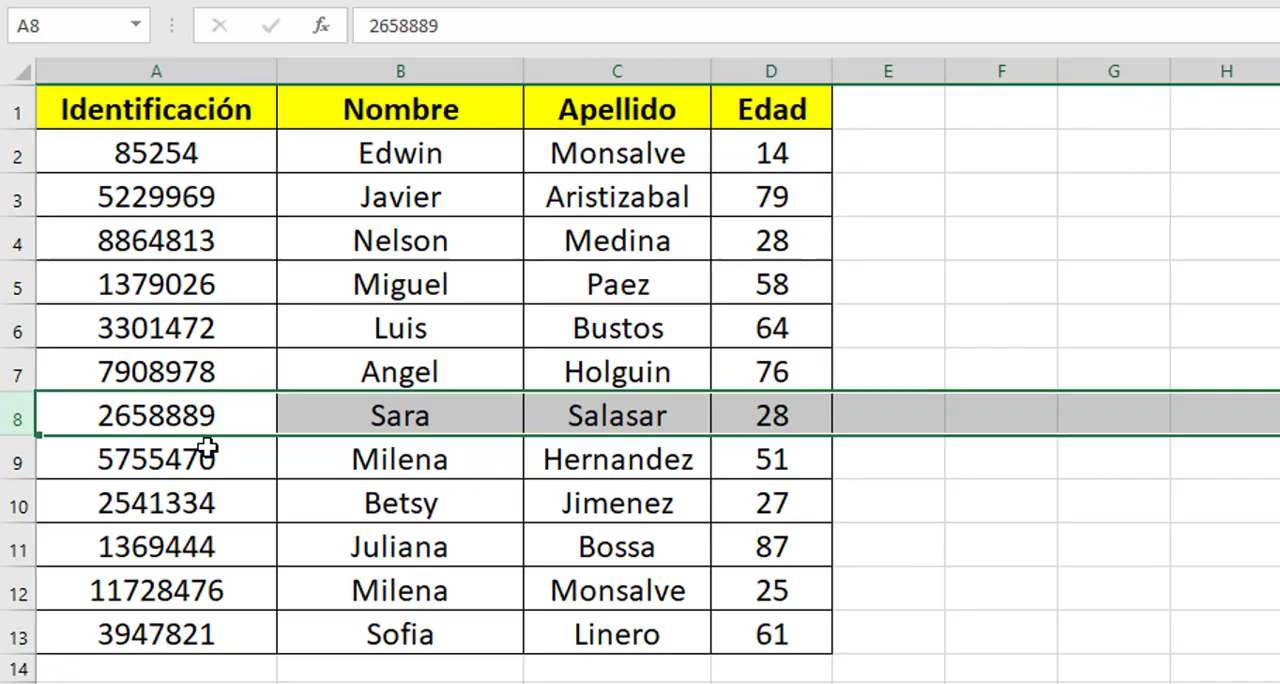 A8 fx 2658889
A B C D E F G H
1 Identificación Nombre Apellido Edad
2 85254 Edwin Monsalve 14
3 5229969 Javier Aristizabal 79
4 8864813 Nelson Medina 28
5 1379026 Miguel Paez 58
6 3301472 Luis Bustos 64
7 7908978 Angel Holguin 76
8 2658889 Sara Salasar 28
9 5755470 Milena Hernandez 51
10 2541334 Betsy Jimenez 27
11 1369444 Juliana Bossa 87
12 11728476 Milena Monsalve 25
13 3947821 Sofia Linero 61
14